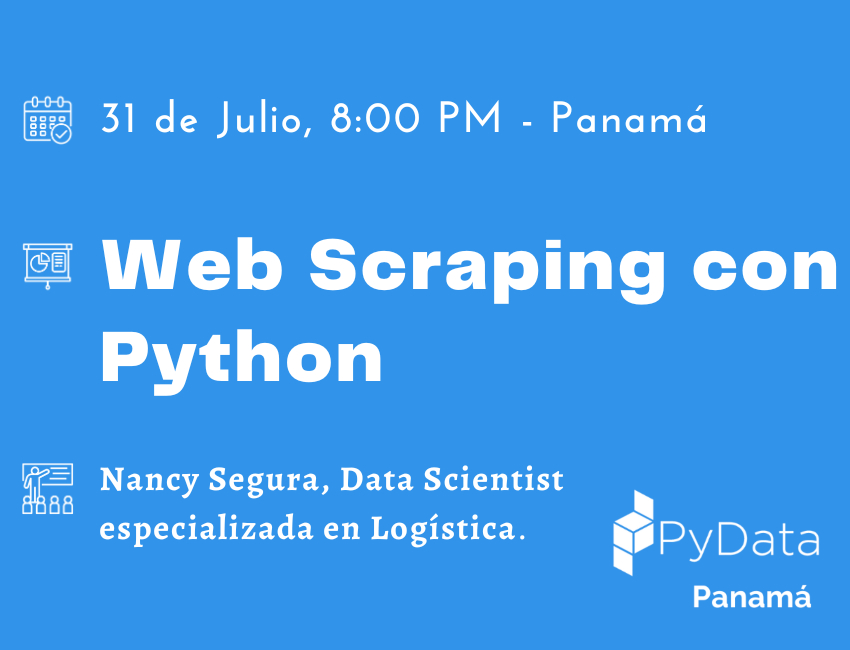 31 de Julio, 8:00 PM - Panamá
Web Scraping con
Python
Nancy Segura, Data Scientist
especializada en Logística.
PyData
Panamá